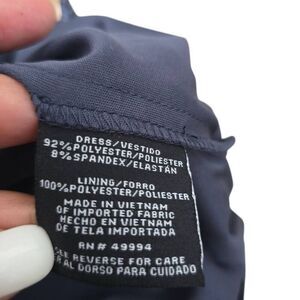 DRESS/VESTIDO
92% POLYESTER/POLIESTER
8% SPANDEX/ELASTAN
LINING/FORRO
100% POLYESTER/POLIESTER
MADE IN VIETNAM
OF IMPORTED FABRIC
HECHO EN VIETNAM
DE TELA IMPORTADA
RN# 49994
SEE REVERSE FOR CARE
AL DORSO PARA CUIDADO